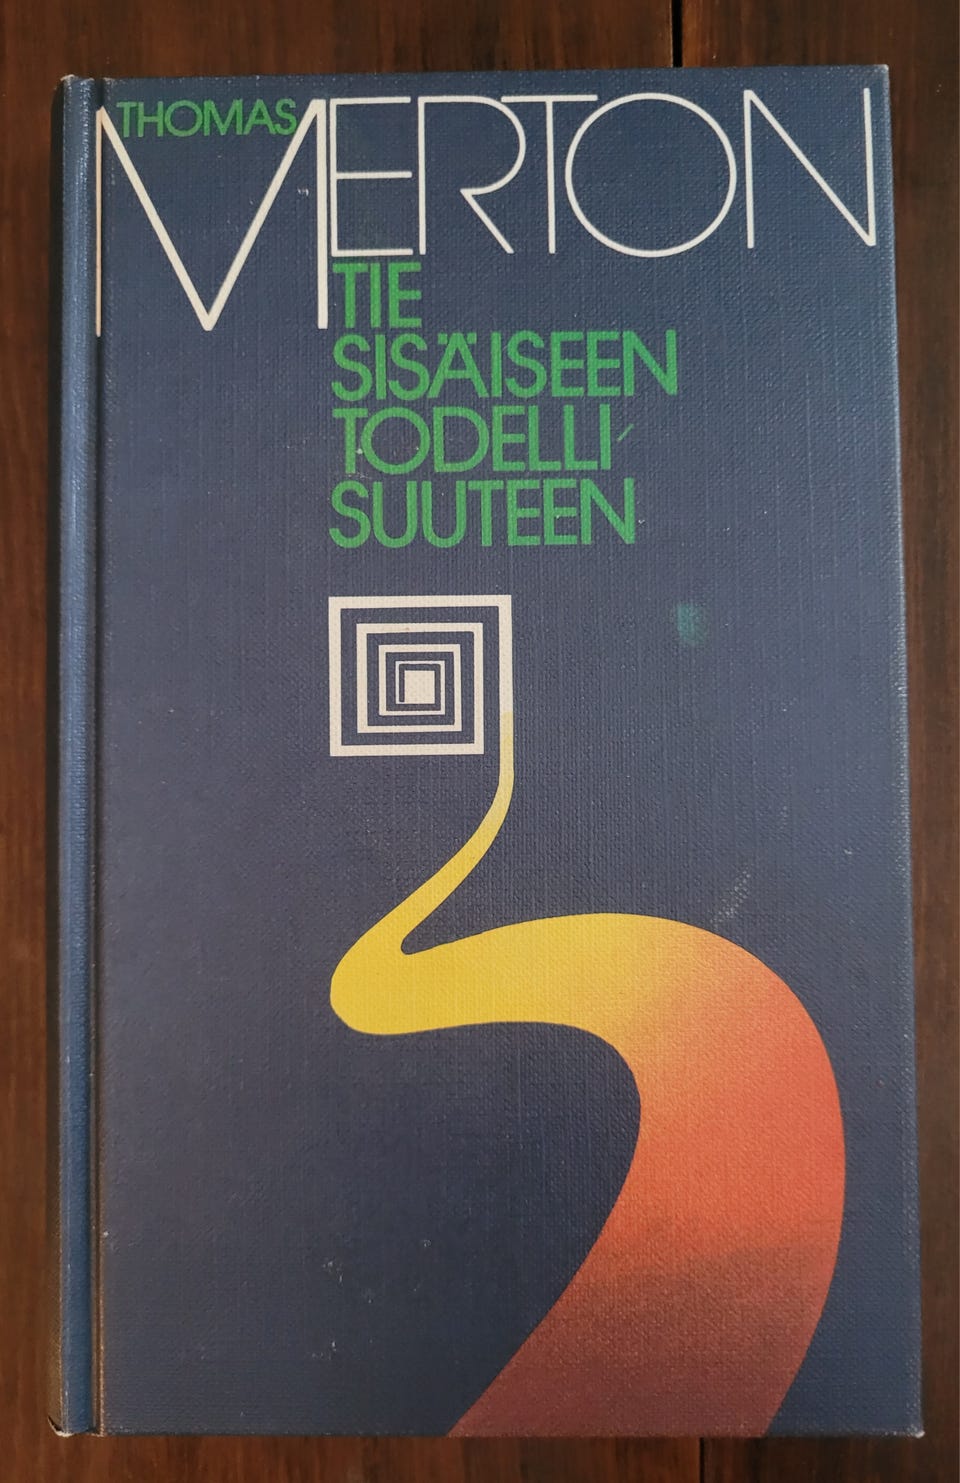 THOMAS
MERTON
TIE
SISÄISEEN
TODELLI-
SUUTEEN